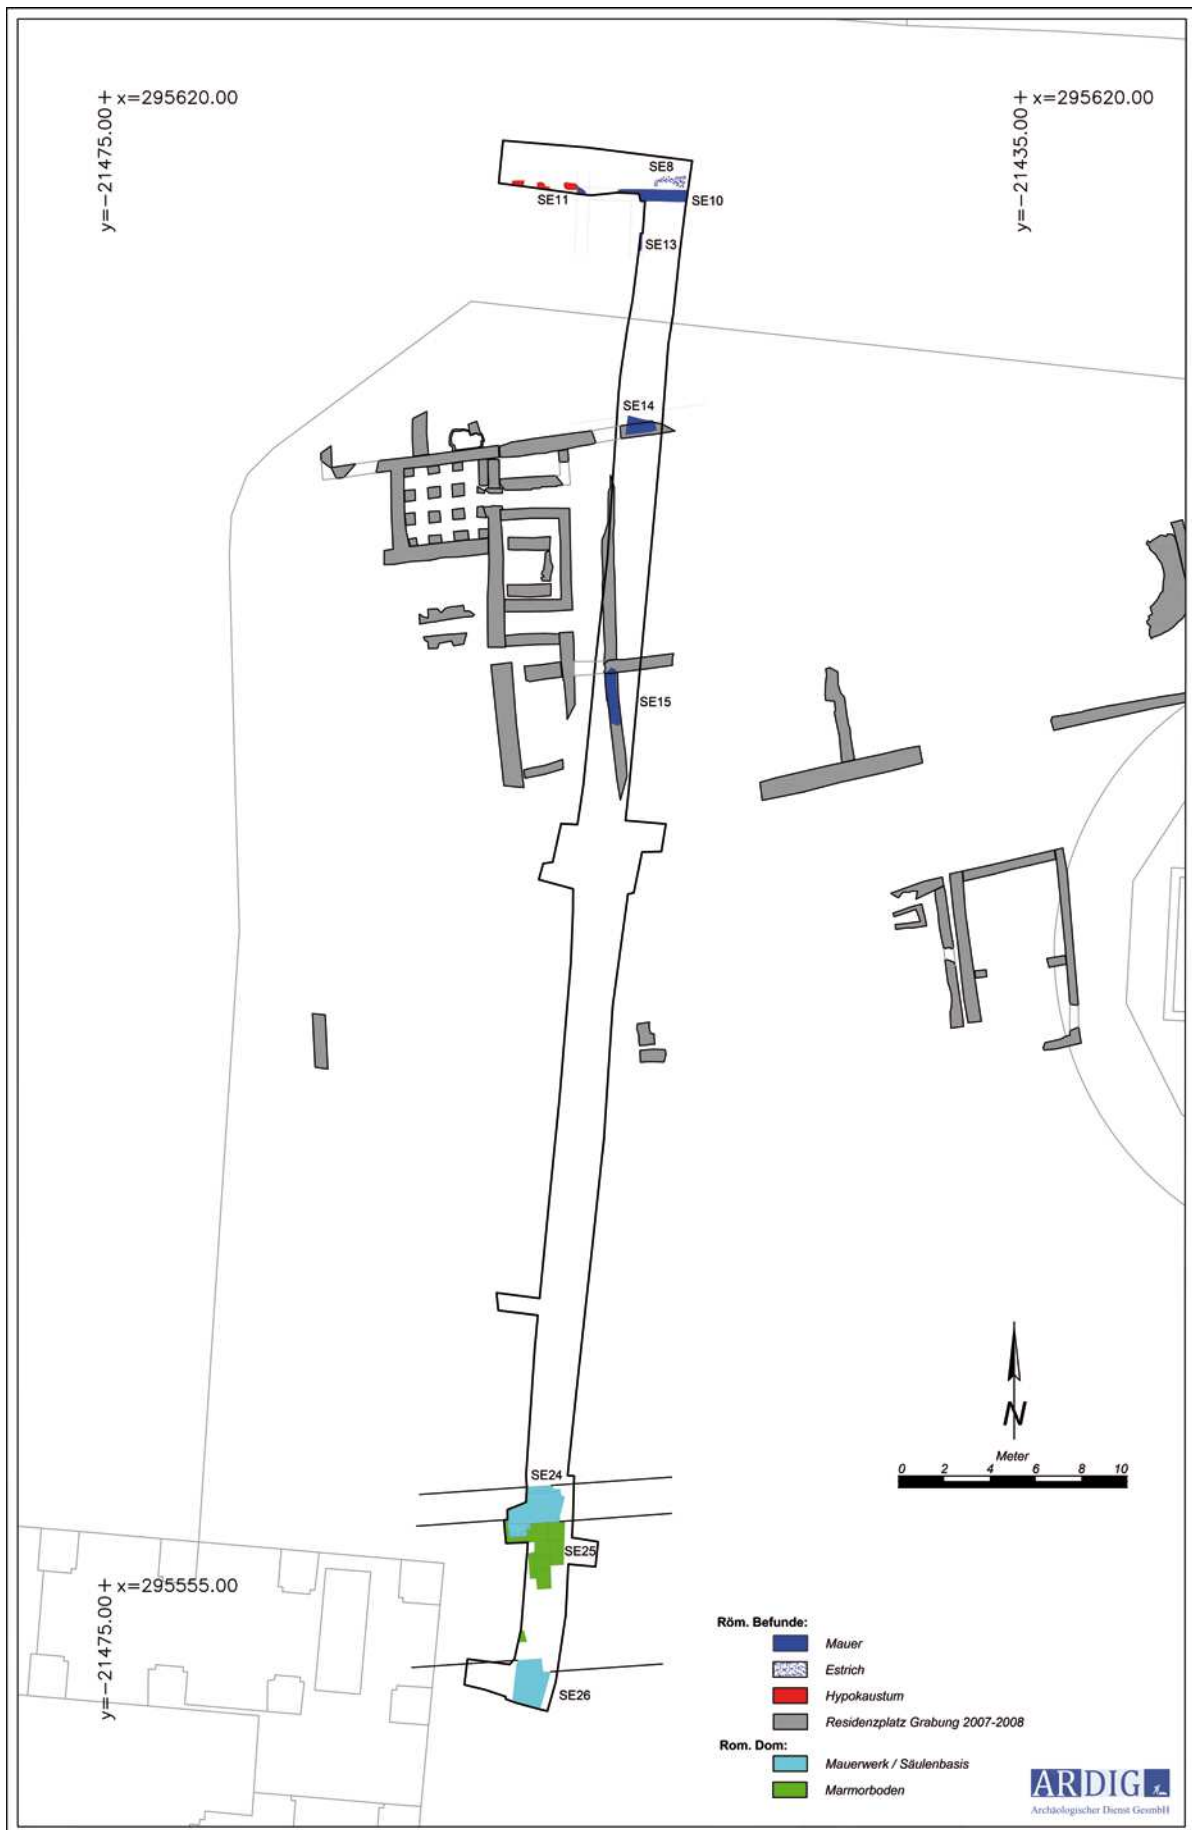 x=295620.00
y=-21475.00
x=295620.00
y=-21435.00
SE8
SE11
SE10
SE13
SE14
SE15
N
Meter
0 2 4 6 8 10
SE24
SE25
x=295555.00
y=-21475.00
SE26
Röm. Befunde:
Mauer
Estrich
Hypokaustum
Residenzplatz Grabung 2007-2008
Rom. Dom:
Mauerwerk / Säulenbasis
Marmorboden
ARDIG
Archäologischer Dienst GesmbH